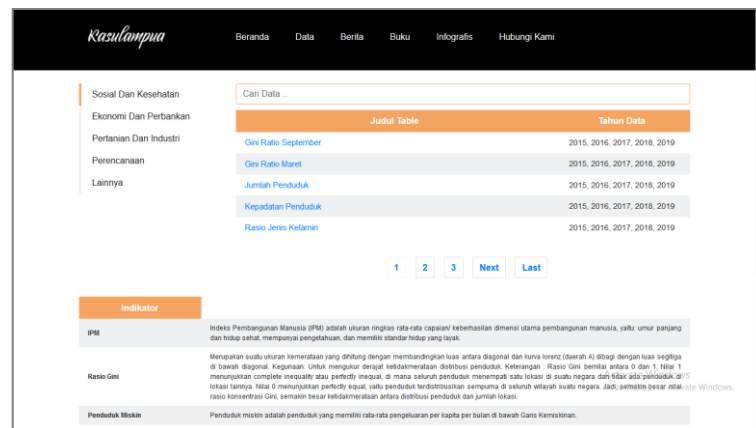 Rasulampua
Beranda Data Berita Buku Infografis Hubungi Kami
Sosial Dan Kesehatan
Ekonomi Dan Perbankan
Pertanian Dan Industri
Perencanaan
Lainnya
Cari Data ..
Judul Table Tahun Data
Gini Ratio September 2015, 2016, 2017, 2018, 2019
Gini Ratio Maret 2015, 2016, 2017, 2018, 2019
Jumlah Penduduk 2015, 2016, 2017, 2018, 2019
Kepadatan Penduduk 2015, 2016, 2017, 2018, 2019
Rasio Jenis Kelamin 2015, 2016, 2017, 2018, 2019
1 2 3 Next Last
Indikator
IPM
Indeks Pembangunan Manusia (IPM) adalah ukuran ringkas rata-rata capaian/ keberhasilan dimensi utama pembangunan manusia, yaitu: umur panjang
dan hidup sehat, mempunyai pengetahuan, dan memiliki standar hidup yang layak.
Rasio Gini
Merupakan suatu ukuran kemerataan yang dihitung dengan membandingkan luas antara diagonal dan kurva lorenz (daerah A) dibagi dengan luas segitiga
di bawah diagonal. Kegunaan: Untuk mengukur derajat ketidakmerataan distribusi penduduk. Keterangan : Rasio Gini bernilai antara 0 dan 1. Nilai 1
menunjukkan complete inequality atau perfectly inequal, di mana seluruh penduduk menempati satu lokasi di suatu negara dan tidak ada penduduk di
lokasi lainnya. Nilai 0 menunjukkan perfectly equal, yaitu penduduk terdistribusikan sempurna di seluruh wilayah suatu negara. Jadi, semakin besar nilai
rasio konsentrasi Gini, semakin besar ketidakmerataan antara distribusi penduduk dan jumlah lokasi.
Penduduk Miskin
Penduduk miskin adalah penduduk yang memiliki rata-rata pengeluaran per kapita per bulan di bawah Garis Kemiskinan.